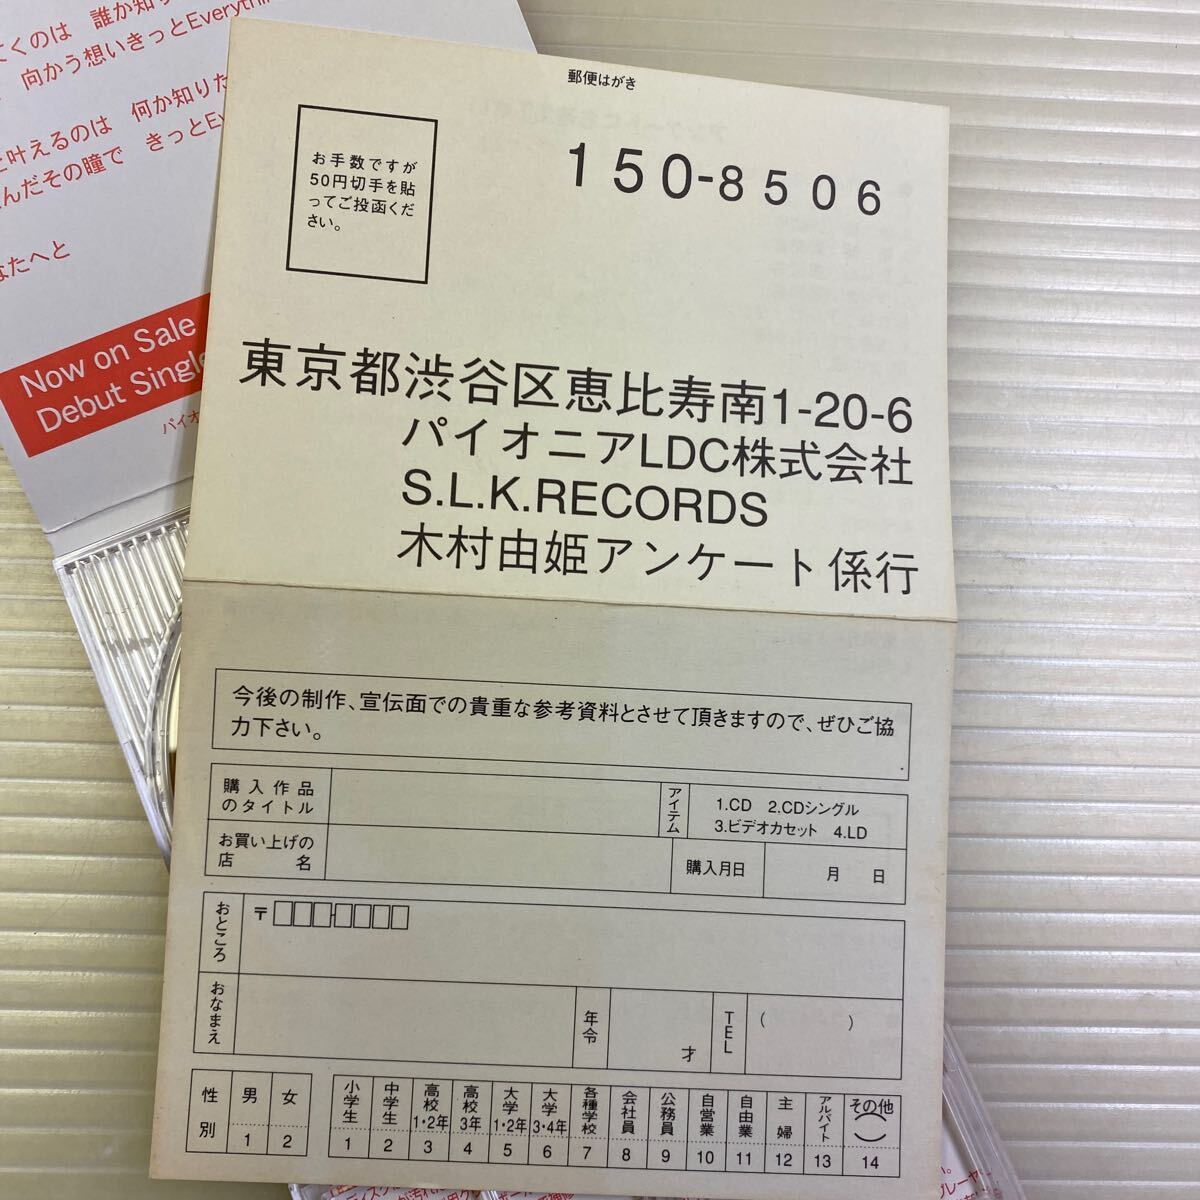 くのは　誰か知り
向かう想いきっとEverythin
叶えるのは　何か知りた
んだその瞳で　きっとEv
なたへと
Now on Sale
Debut Single
パイオ
郵便はがき
お手数ですが
50円切手を貼
ってご投函くだ
さい。
150-8506
東京都渋谷区恵比寿南1-20-6
パイオニアLDC株式会社
S.L.K.RECORDS
木村由姫アンケート係行
今後の制作、宣伝面での貴重な参考資料とさせて頂きますので、ぜひご協
力下さい。
購入作品
のタイトル
アイテム
1.CD　2.CDシングル
3.ビデオカセット　4.LD
お買い上げの
店　名
購入月日
月　日
おところ
〒
おなまえ
年令
才
TEL
(　　)
性別
男 女
1 2
小学生 中学生 高校1・2年 高校3年 大学1・2年 大学3・4年 各種学校 会社員 公務員 自営業 自由業 主婦 アルバイト その他(　)
1 2 3 4 5 6 7 8 9 10 11 12 13 14